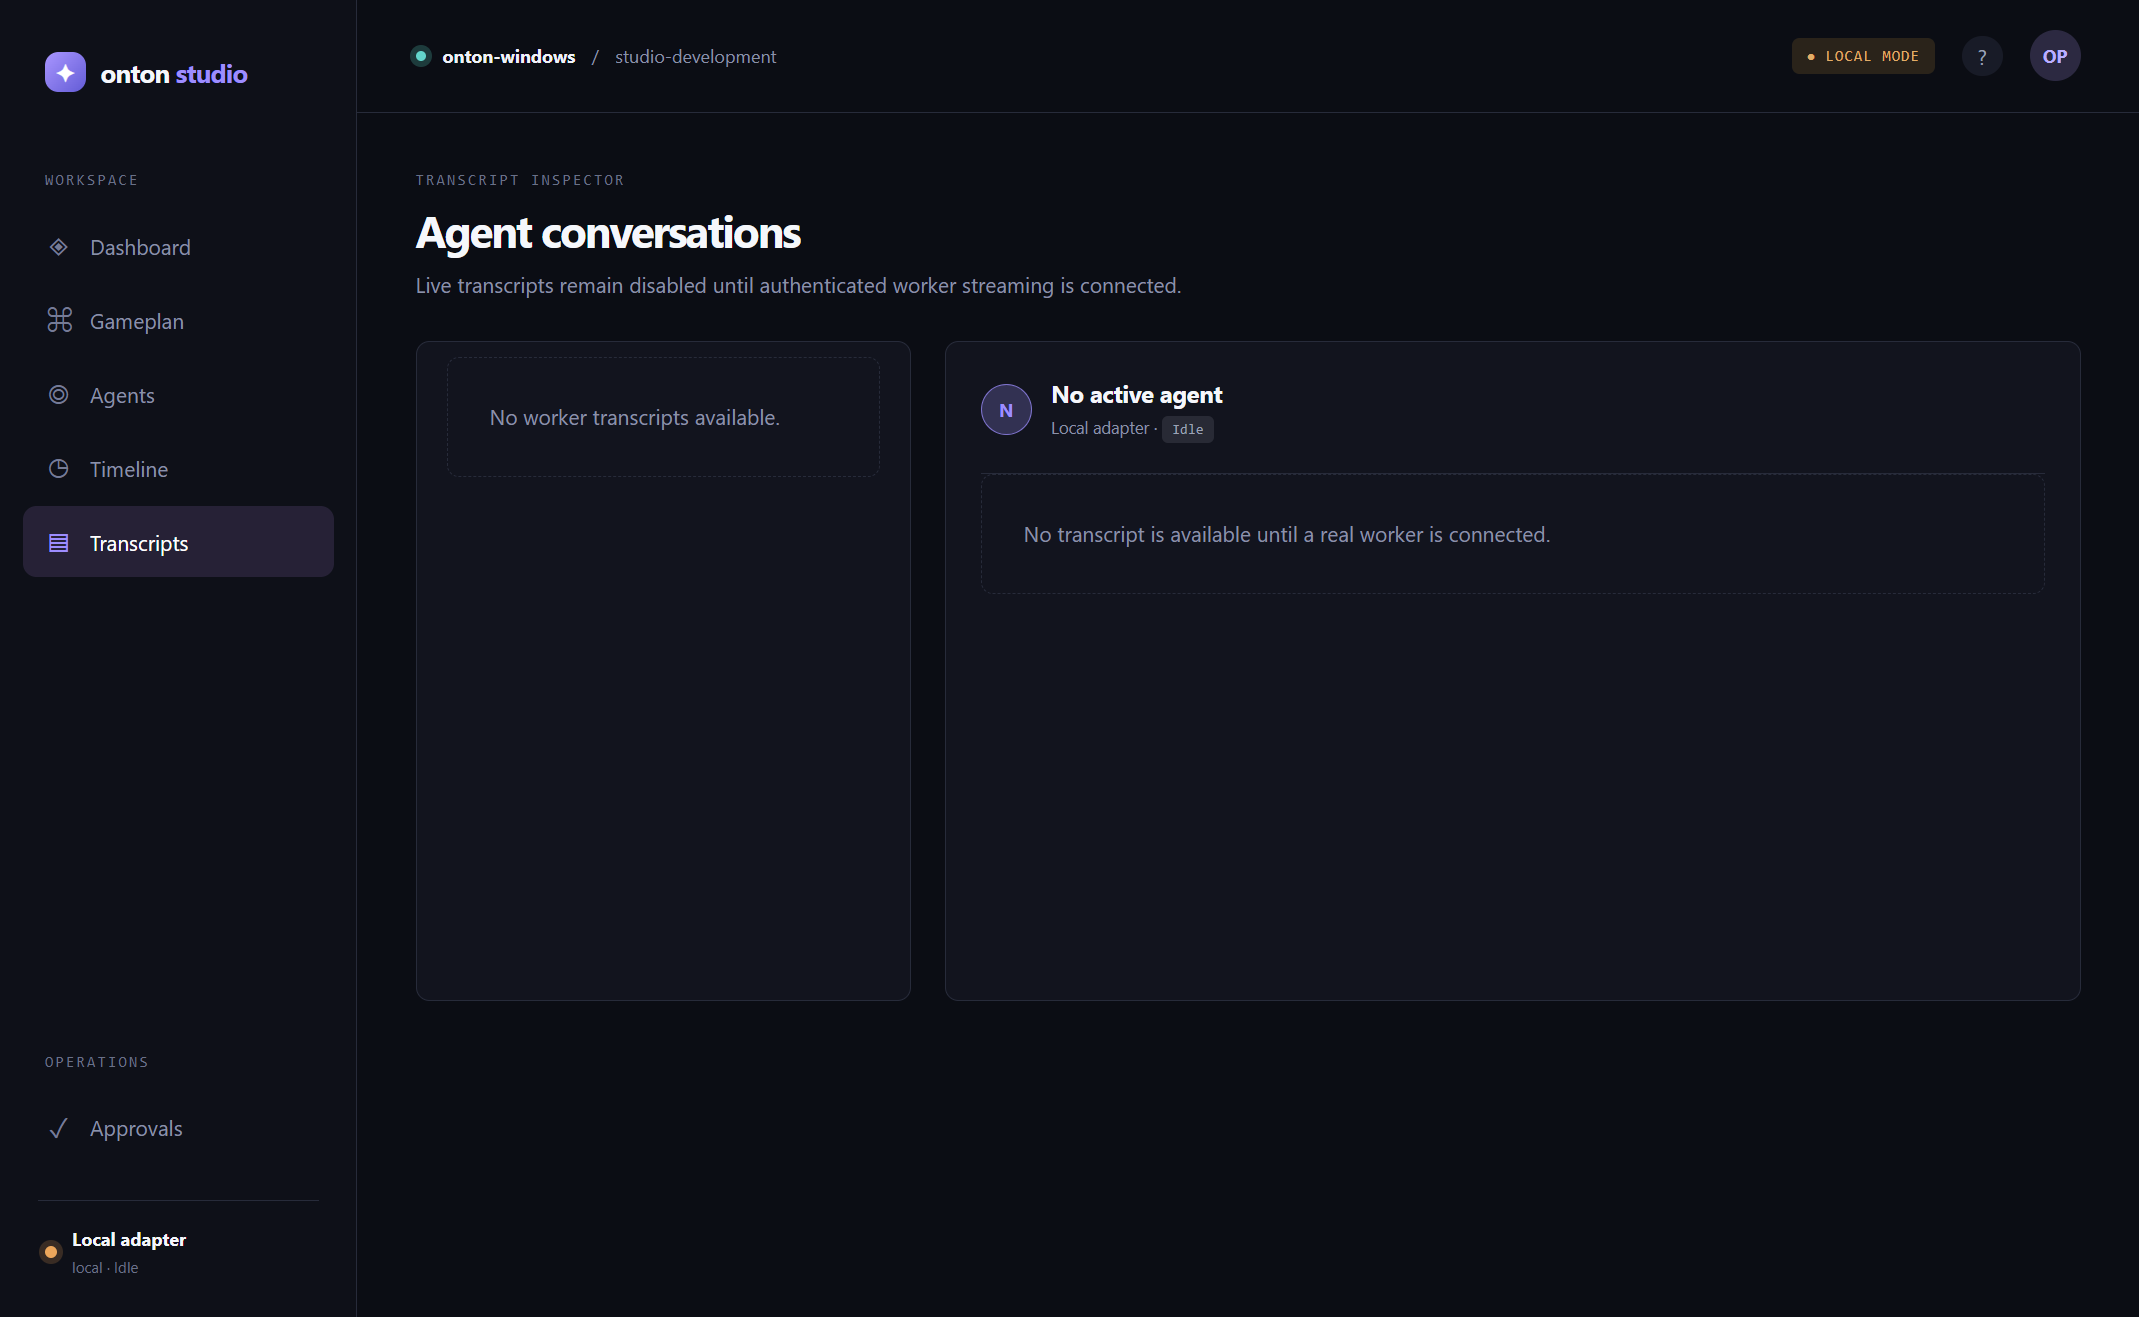 onton studio
WORKSPACE
Dashboard
Gameplan
Agents
Timeline
Transcripts
OPERATIONS
Approvals
Local adapter
local · Idle
onton-windows / studio-development
● LOCAL MODE
?
OP
TRANSCRIPT INSPECTOR
Agent conversations
Live transcripts remain disabled until authenticated worker streaming is connected.
No worker transcripts available.
N
No active agent
Local adapter · Idle
No transcript is available until a real worker is connected.